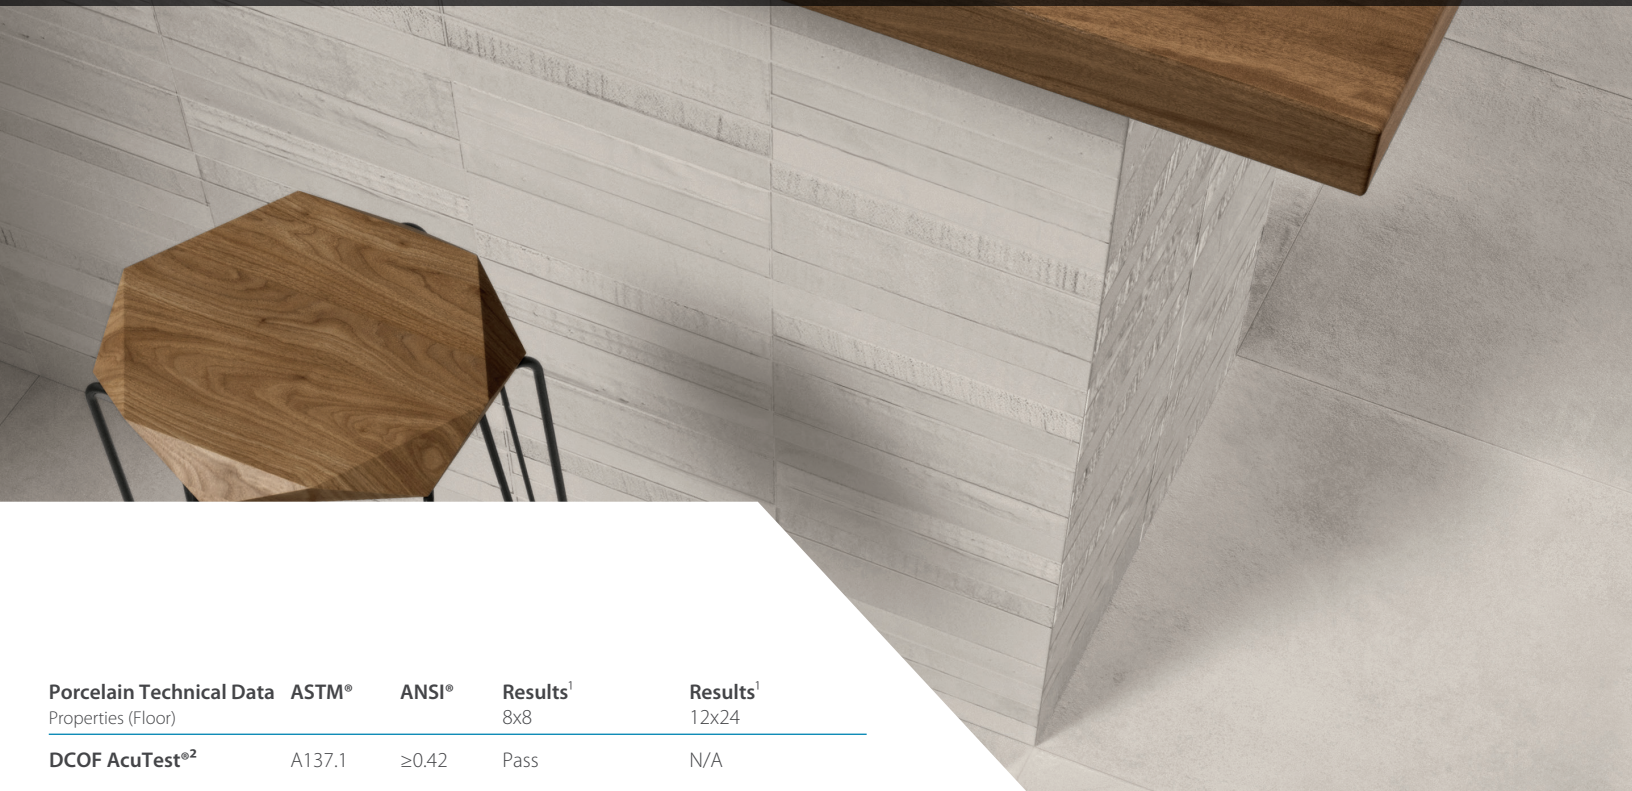 Porcelain Technical Data ASTM® ANSI® Results¹ Results¹
Properties (Floor) 8x8 12x24
DCOF AcuTest®² A137.1 ≥0.42 Pass N/A